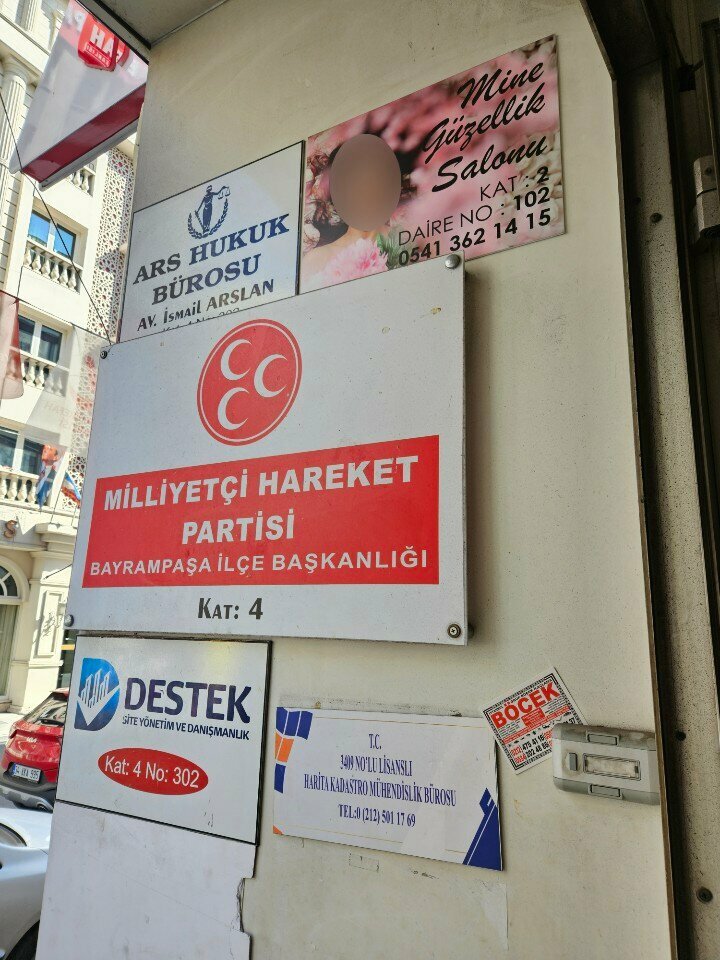 Mine
Güzellik
Salonu
KAT : 2
DAİRE NO : 102
0541 362 14 15
ARS HUKUK
BÜROSU
AV. İSMAİL ARSLAN
MİLLİYETÇİ HAREKET
PARTİSİ
BAYRAMPAŞA İLÇE BAŞKANLIĞI
KAT: 4
DESTEK
SİTE YÖNETİM VE DANIŞMANLIK
Kat: 4 No: 302
T.C.
3409 NO'LU LİSANSLI
HARİTA KADASTRO MÜHENDİSLİK BÜROSU
TEL:0 (212) 501 17 69
BÖCEK